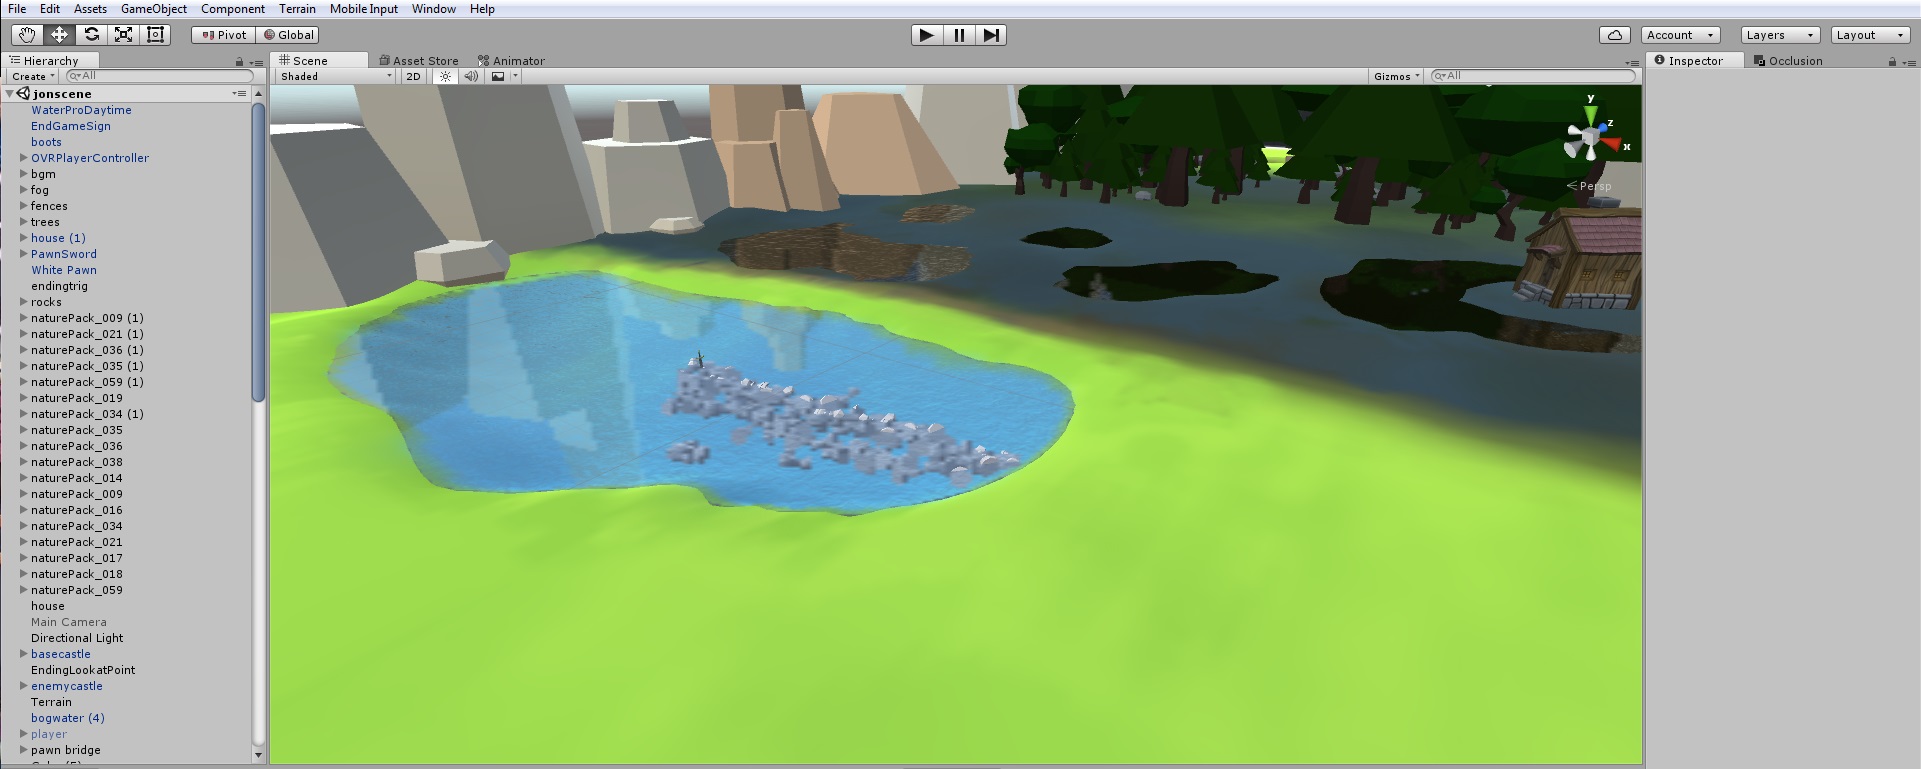 File Edit Assets GameObject Component Terrain Mobile Input Window Help
Pivot Global Account Layers Layout
Hierarchy Scene Asset Store Animator Inspector Occlusion
Create All Shaded 2D Gizmos All
jonscene
WaterProDaytime
EndGameSign
boots
OVRPlayerController
bgm
fog
fences
trees
house (1)
PawnSword
White Pawn
endingtrig
rocks
naturePack_009 (1)
naturePack_021 (1)
naturePack_036 (1)
naturePack_035 (1)
naturePack_059 (1)
naturePack_019
naturePack_034 (1)
naturePack_035
naturePack_036
naturePack_038
naturePack_014
naturePack_009
naturePack_016
naturePack_034
naturePack_021
naturePack_017
naturePack_018
naturePack_059
house
Main Camera
Directional Light
basecastle
EndingLookatPoint
enemycastle
Terrain
bogwater (4)
player
pawn bridge
y
z
x
Persp